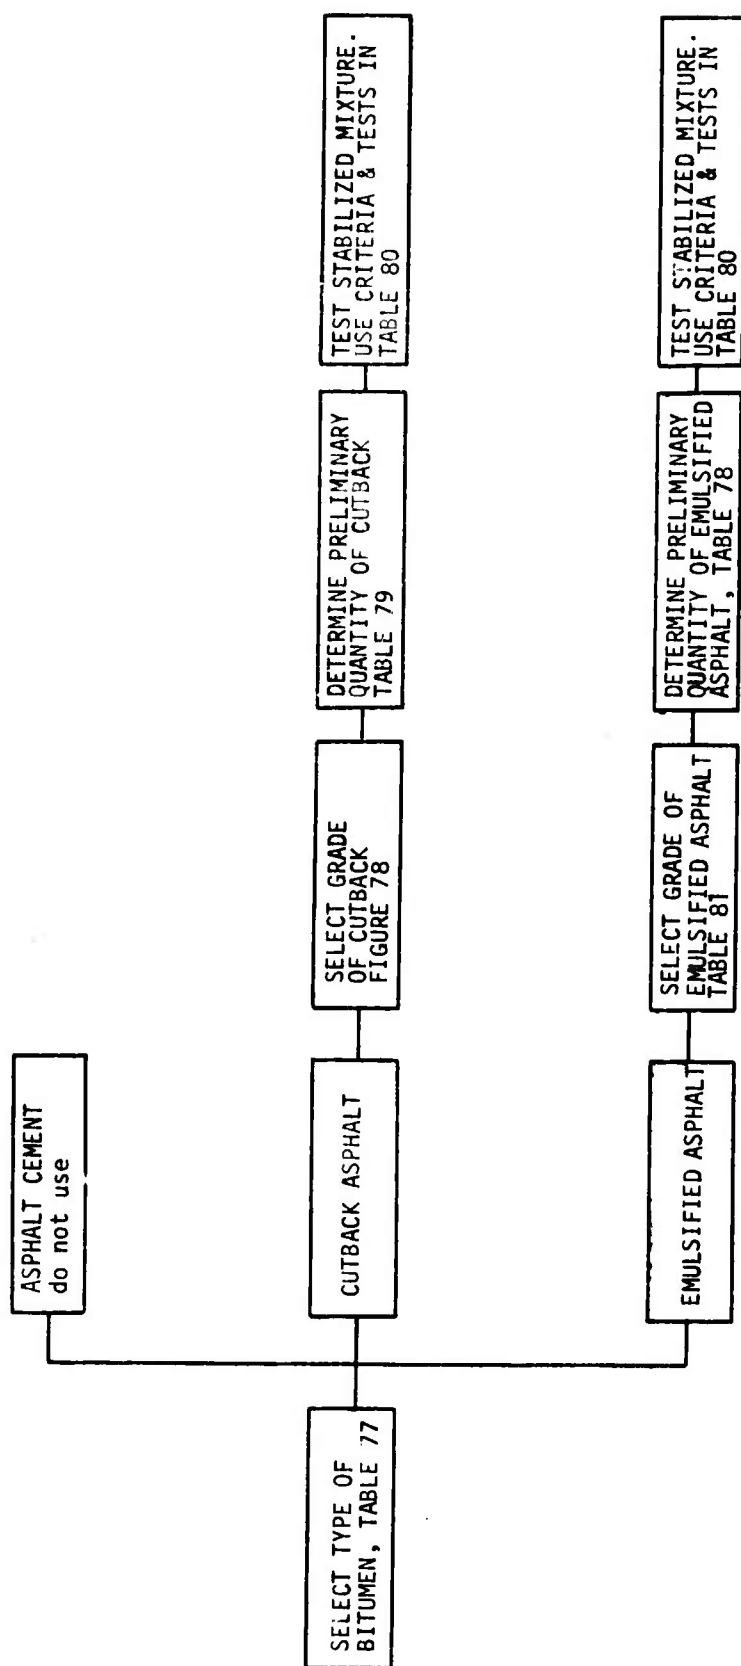 SELECT TYPE OF
BITUMEN, TABLE 77
ASPHALT CEMENT
do not use
CUTBACK ASPHALT
SELECT GRADE
OF CUTBACK
FIGURE 78
DETERMINE PRELIMINARY
QUANTITY OF CUTBACK
TABLE 79
TEST STABILIZED MIXTURE.
USE CRITERIA & TESTS IN
TABLE 80
EMULSIFIED ASPHALT
SELECT GRADE OF
EMULSIFIED ASPHALT
TABLE 81
DETERMINE PRELIMINARY
QUANTITY OF EMULSIFIED
ASPHALT, TABLE 78
TEST STABILIZED MIXTURE.
USE CRITERIA & TESTS IN
TABLE 80